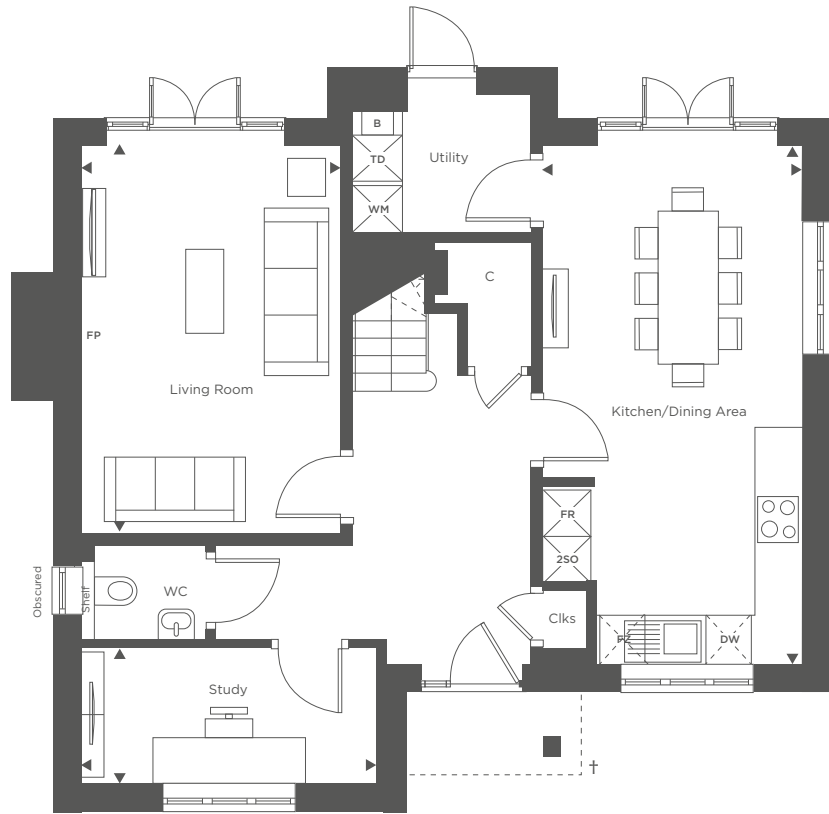 B
Utility
TD
WM
C
FP
Living Room
Kitchen/Dining Area
FR
2SO
Obscured
Shelf
WC
Clks
FZ
DW
Study
†